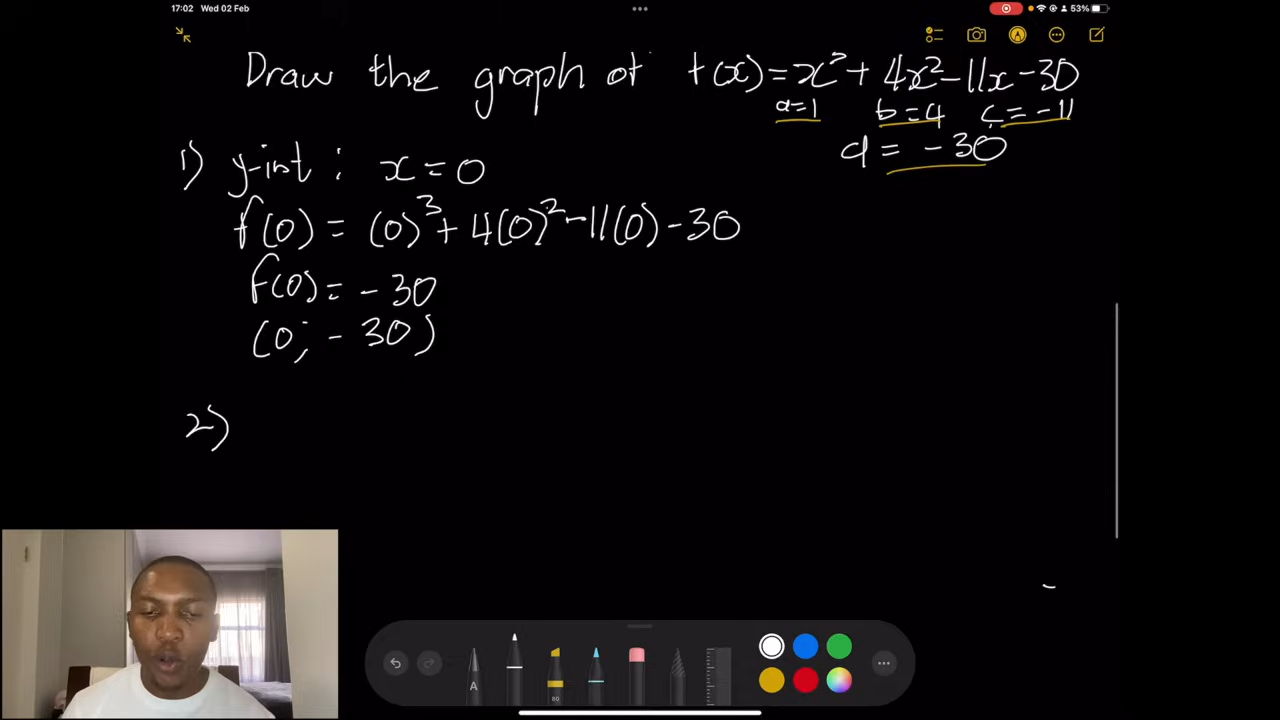 17:02 Wed 02 Feb
53%
Draw the graph of f(x)=x³+ 4x²-11x-30
a=1 b=4 c=-11
d = -30
1) y-int : x=0
f(0) = (0)³+ 4(0)²-11(0)-30
f(0)= -30
(0; -30)
2)
A
80